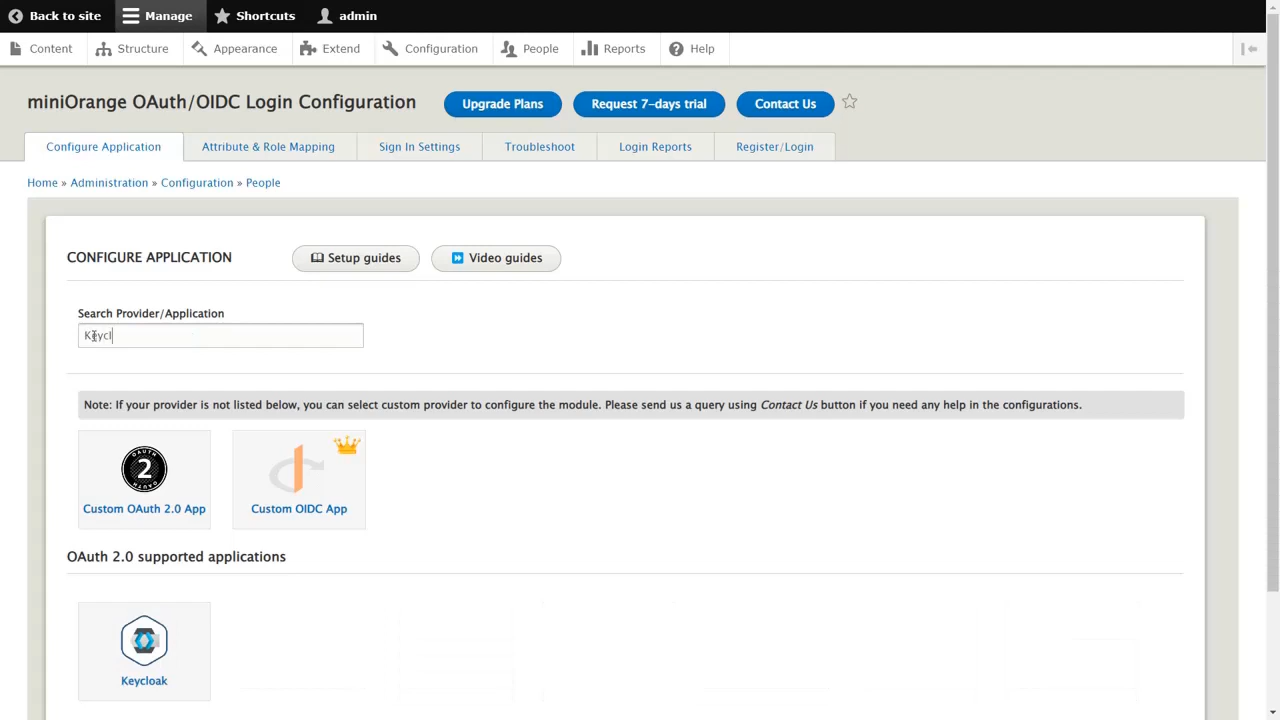 Back to site Manage Shortcuts admin
Content Structure Appearance Extend Configuration People Reports Help
miniOrange OAuth/OIDC Login Configuration Upgrade Plans Request 7-days trial Contact Us
Configure Application Attribute & Role Mapping Sign In Settings Troubleshoot Login Reports Register/Login
Home » Administration » Configuration » People
CONFIGURE APPLICATION Setup guides Video guides
Search Provider/Application
Keycl
Note: If your provider is not listed below, you can select custom provider to configure the module. Please send us a query using Contact Us button if you need any help in the configurations.
OAUTH
2
OAUTH
Custom OAuth 2.0 App Custom OIDC App
OAuth 2.0 supported applications
Keycloak